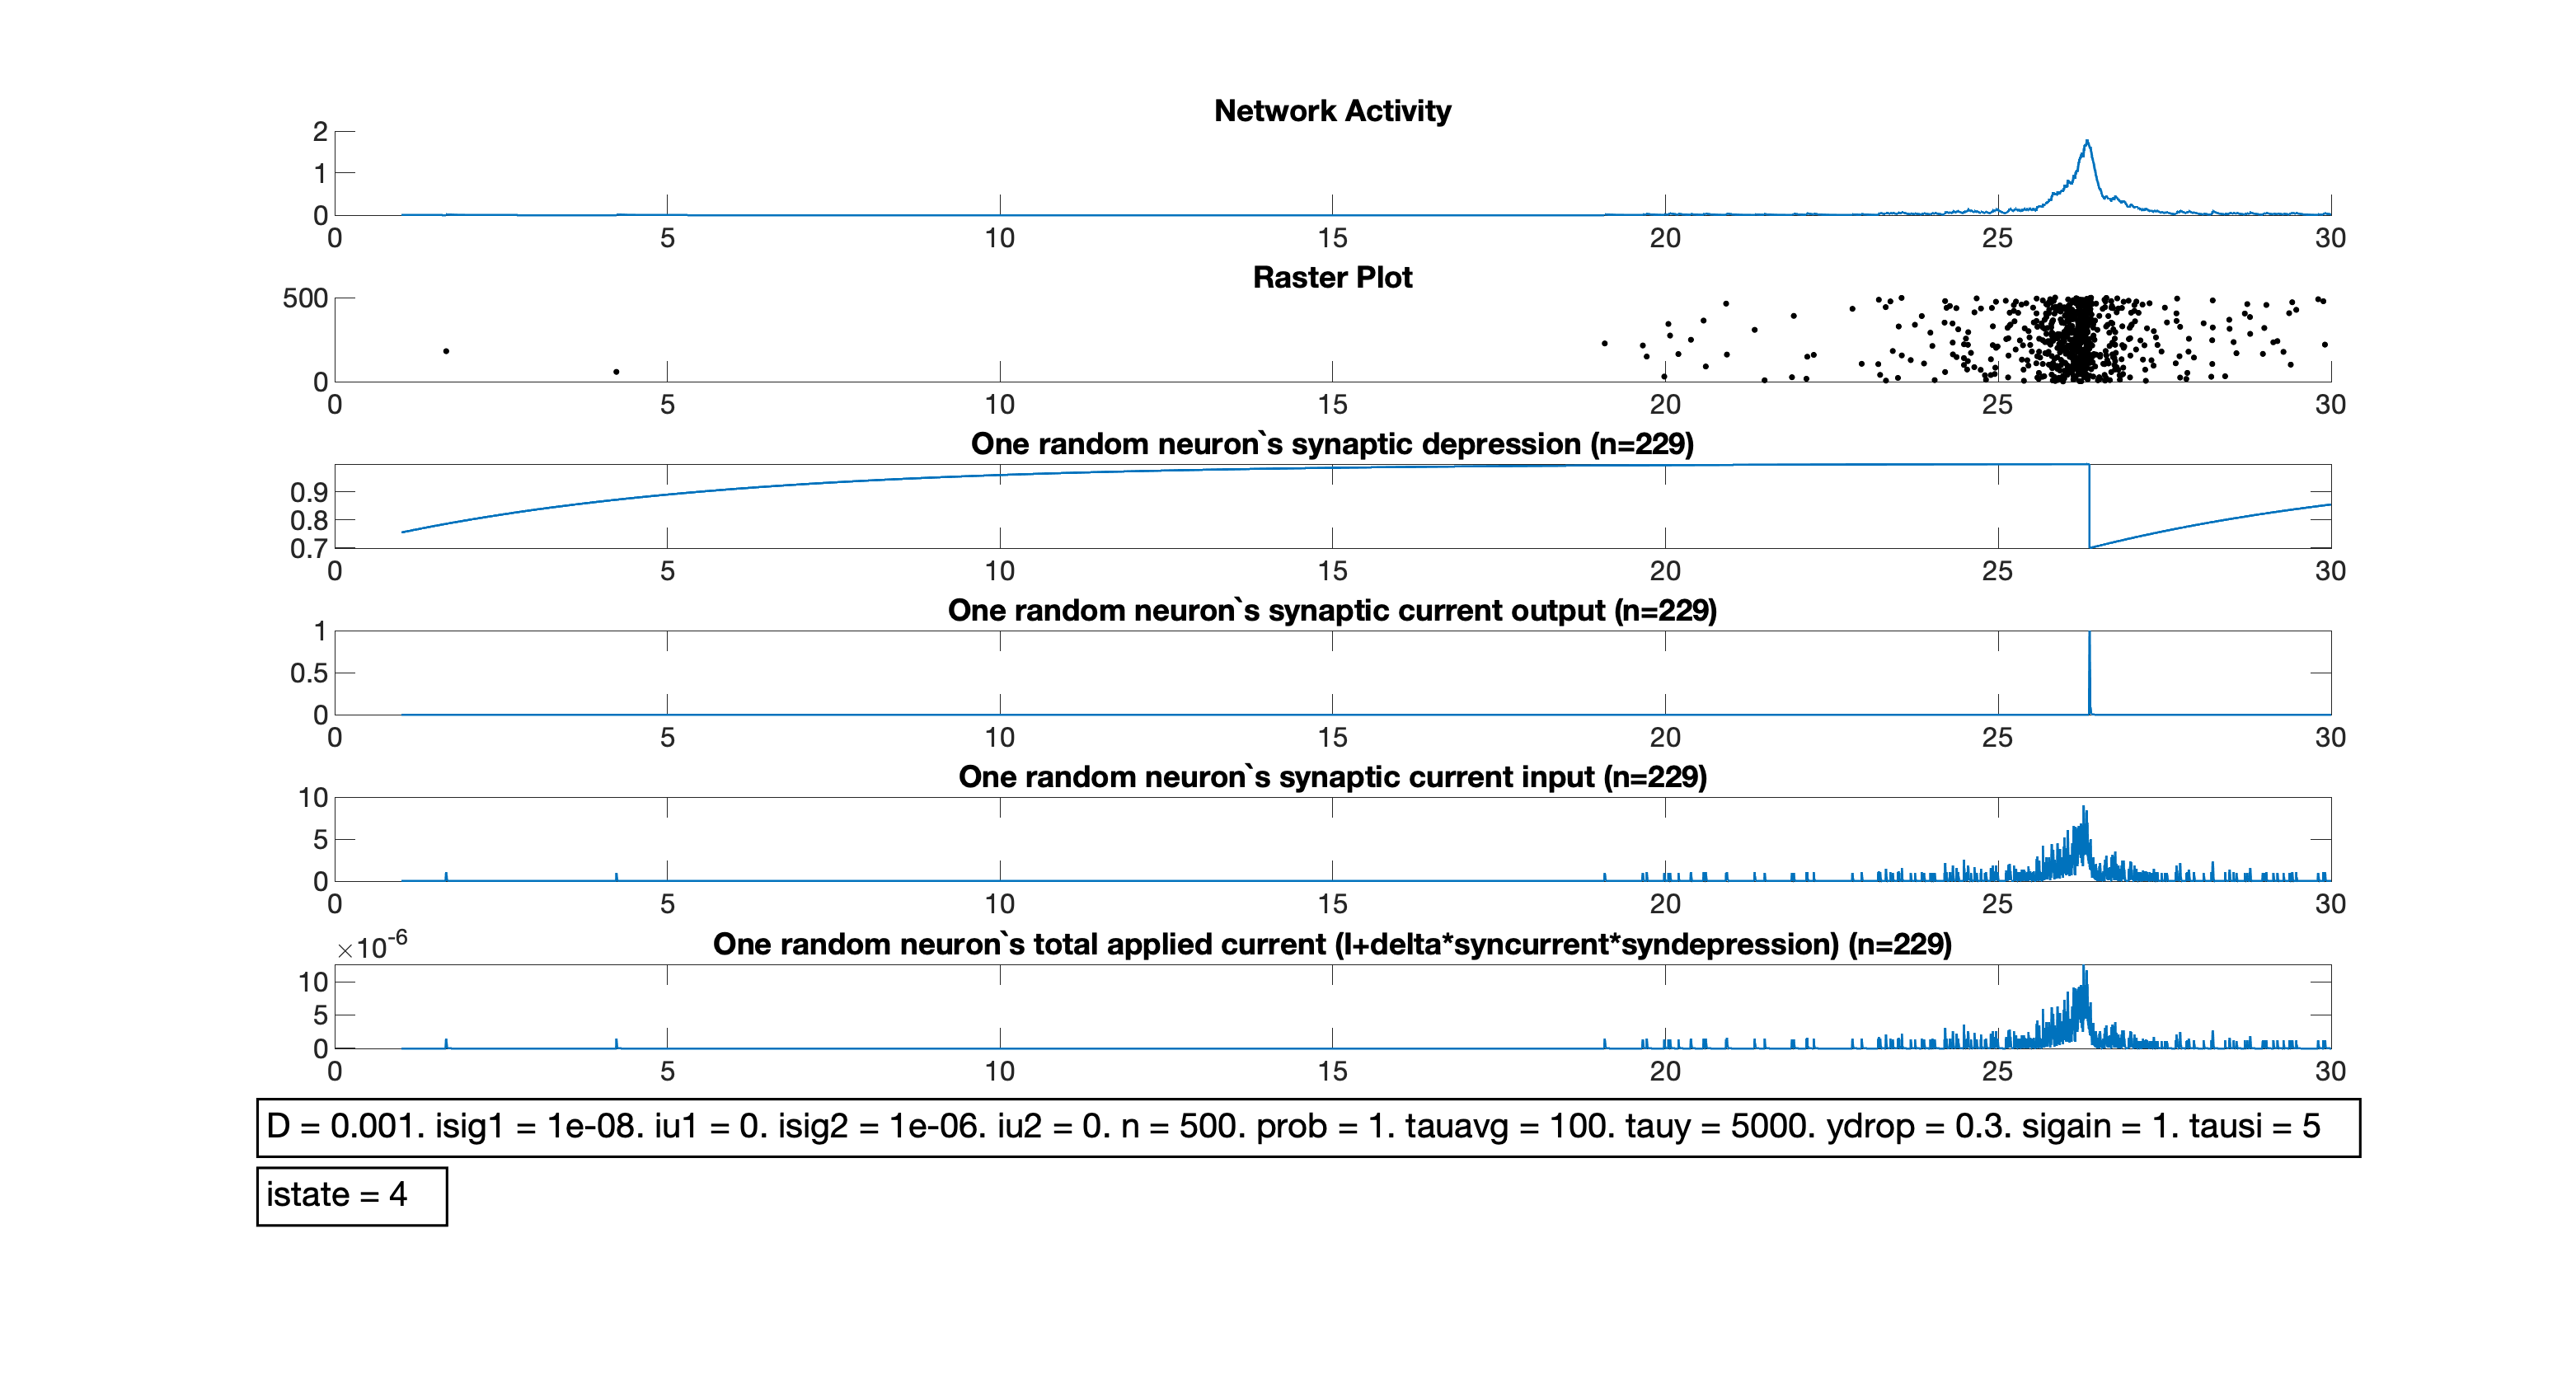 Network Activity
2
1
0
0 5 10 15 20 25 30
Raster Plot
500
0
0 5 10 15 20 25 30
One random neuron`s synaptic depression (n=229)
0.9
0.8
0.7
0 5 10 15 20 25 30
One random neuron`s synaptic current output (n=229)
1
0.5
0
0 5 10 15 20 25 30
One random neuron`s synaptic current input (n=229)
10
5
0
0 5 10 15 20 25 30
×10-6
One random neuron`s total applied current (I+delta*syncurrent*syndepression) (n=229)
10
5
0
0 5 10 15 20 25 30
D = 0.001. isig1 = 1e-08. iu1 = 0. isig2 = 1e-06. iu2 = 0. n = 500. prob = 1. tauavg = 100. tauy = 5000. ydrop = 0.3. sigain = 1. tausi = 5
istate = 4